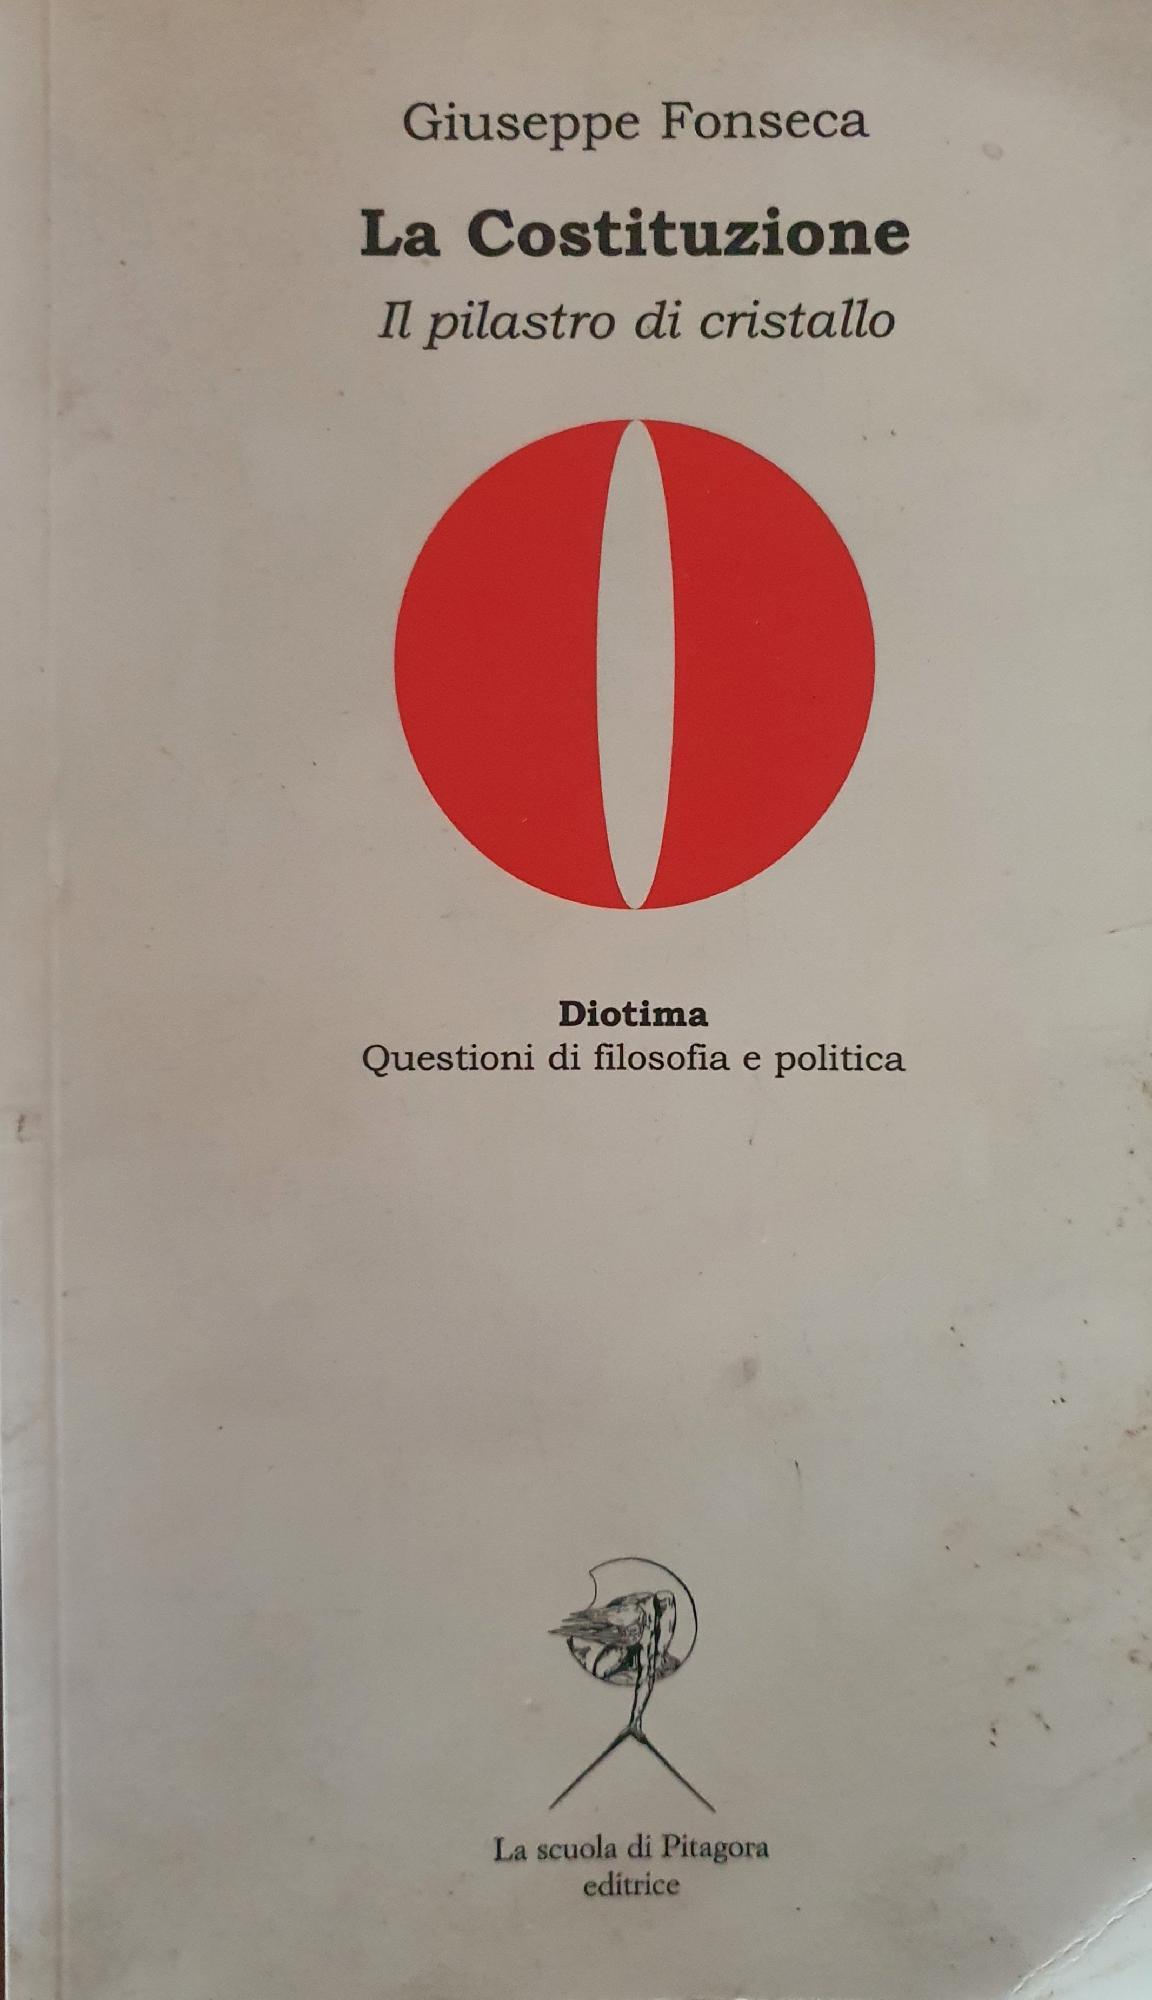 Giuseppe Fonseca
La Costituzione
Il pilastro di cristallo
Diotima
Questioni di filosofia e politica
La scuola di Pitagora
editrice